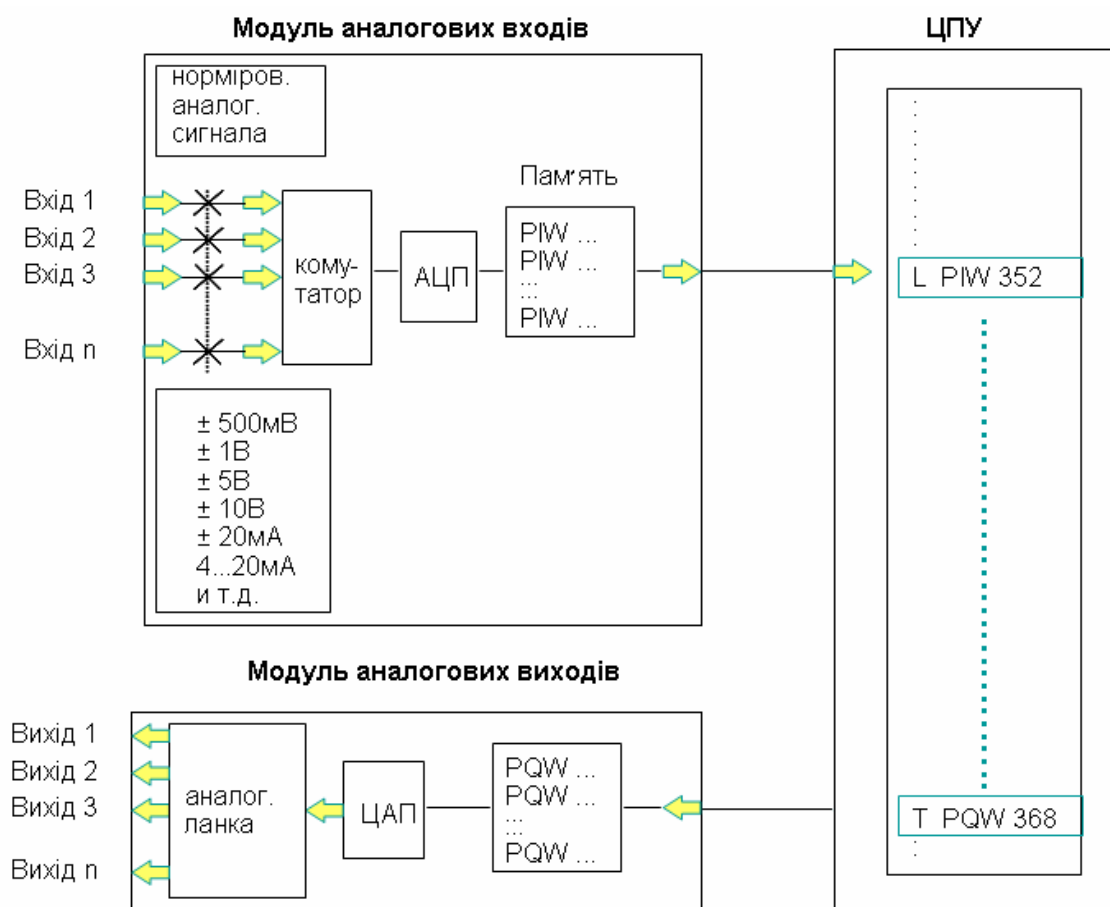 Модуль аналогових входів
ЦПУ
норміров.
аналог.
сигнала
Вхід 1
Вхід 2
Вхід 3
Вхід n
кому-
татор
АЦП
Пам'ять
PIW ...
PIW ...
...
...
PIW ...
L PIW 352
± 500мВ
± 1В
± 5В
± 10В
± 20мА
4...20мА
и т.д.
Модуль аналогових виходів
Вихід 1
Вихід 2
Вихід 3
Вихід n
аналог.
ланка
ЦАП
PQW ...
PQW ...
...
...
PQW ...
T PQW 368